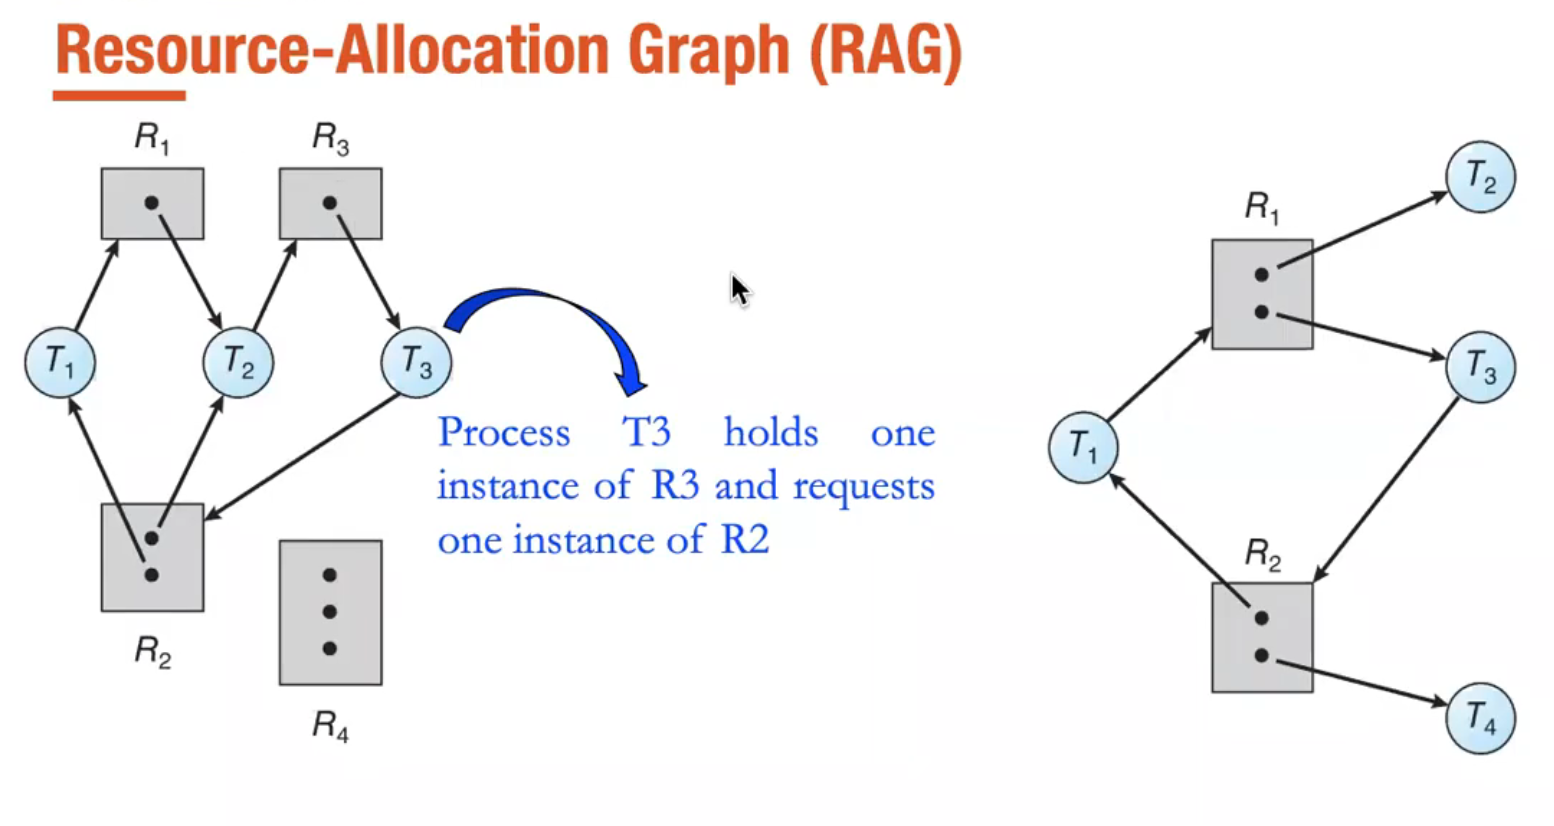 Resource-Allocation Graph (RAG)
R1
R3
T1
T2
T3
Process T3 holds one
instance of R3 and requests
one instance of R2
R2
R4
T2
R1
T3
T1
R2
T4